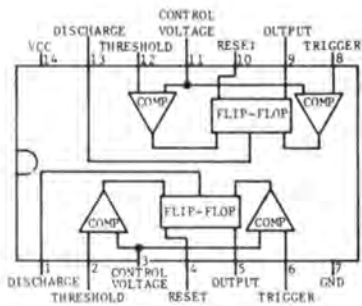 CONTROL
DISCHARGE VOLTAGE OUTPUT
VCC THRESHOLD RESET TRIGGER
14 13 12 11 10 9 8
COMP FLIP-FLOP COMP
COMP FLIP-FLOP COMP
1 2 3 4 5 6 7
DISCHARGE CONTROL VOLTAGE OUTPUT GND
THRESHOLD RESET TRIGGER